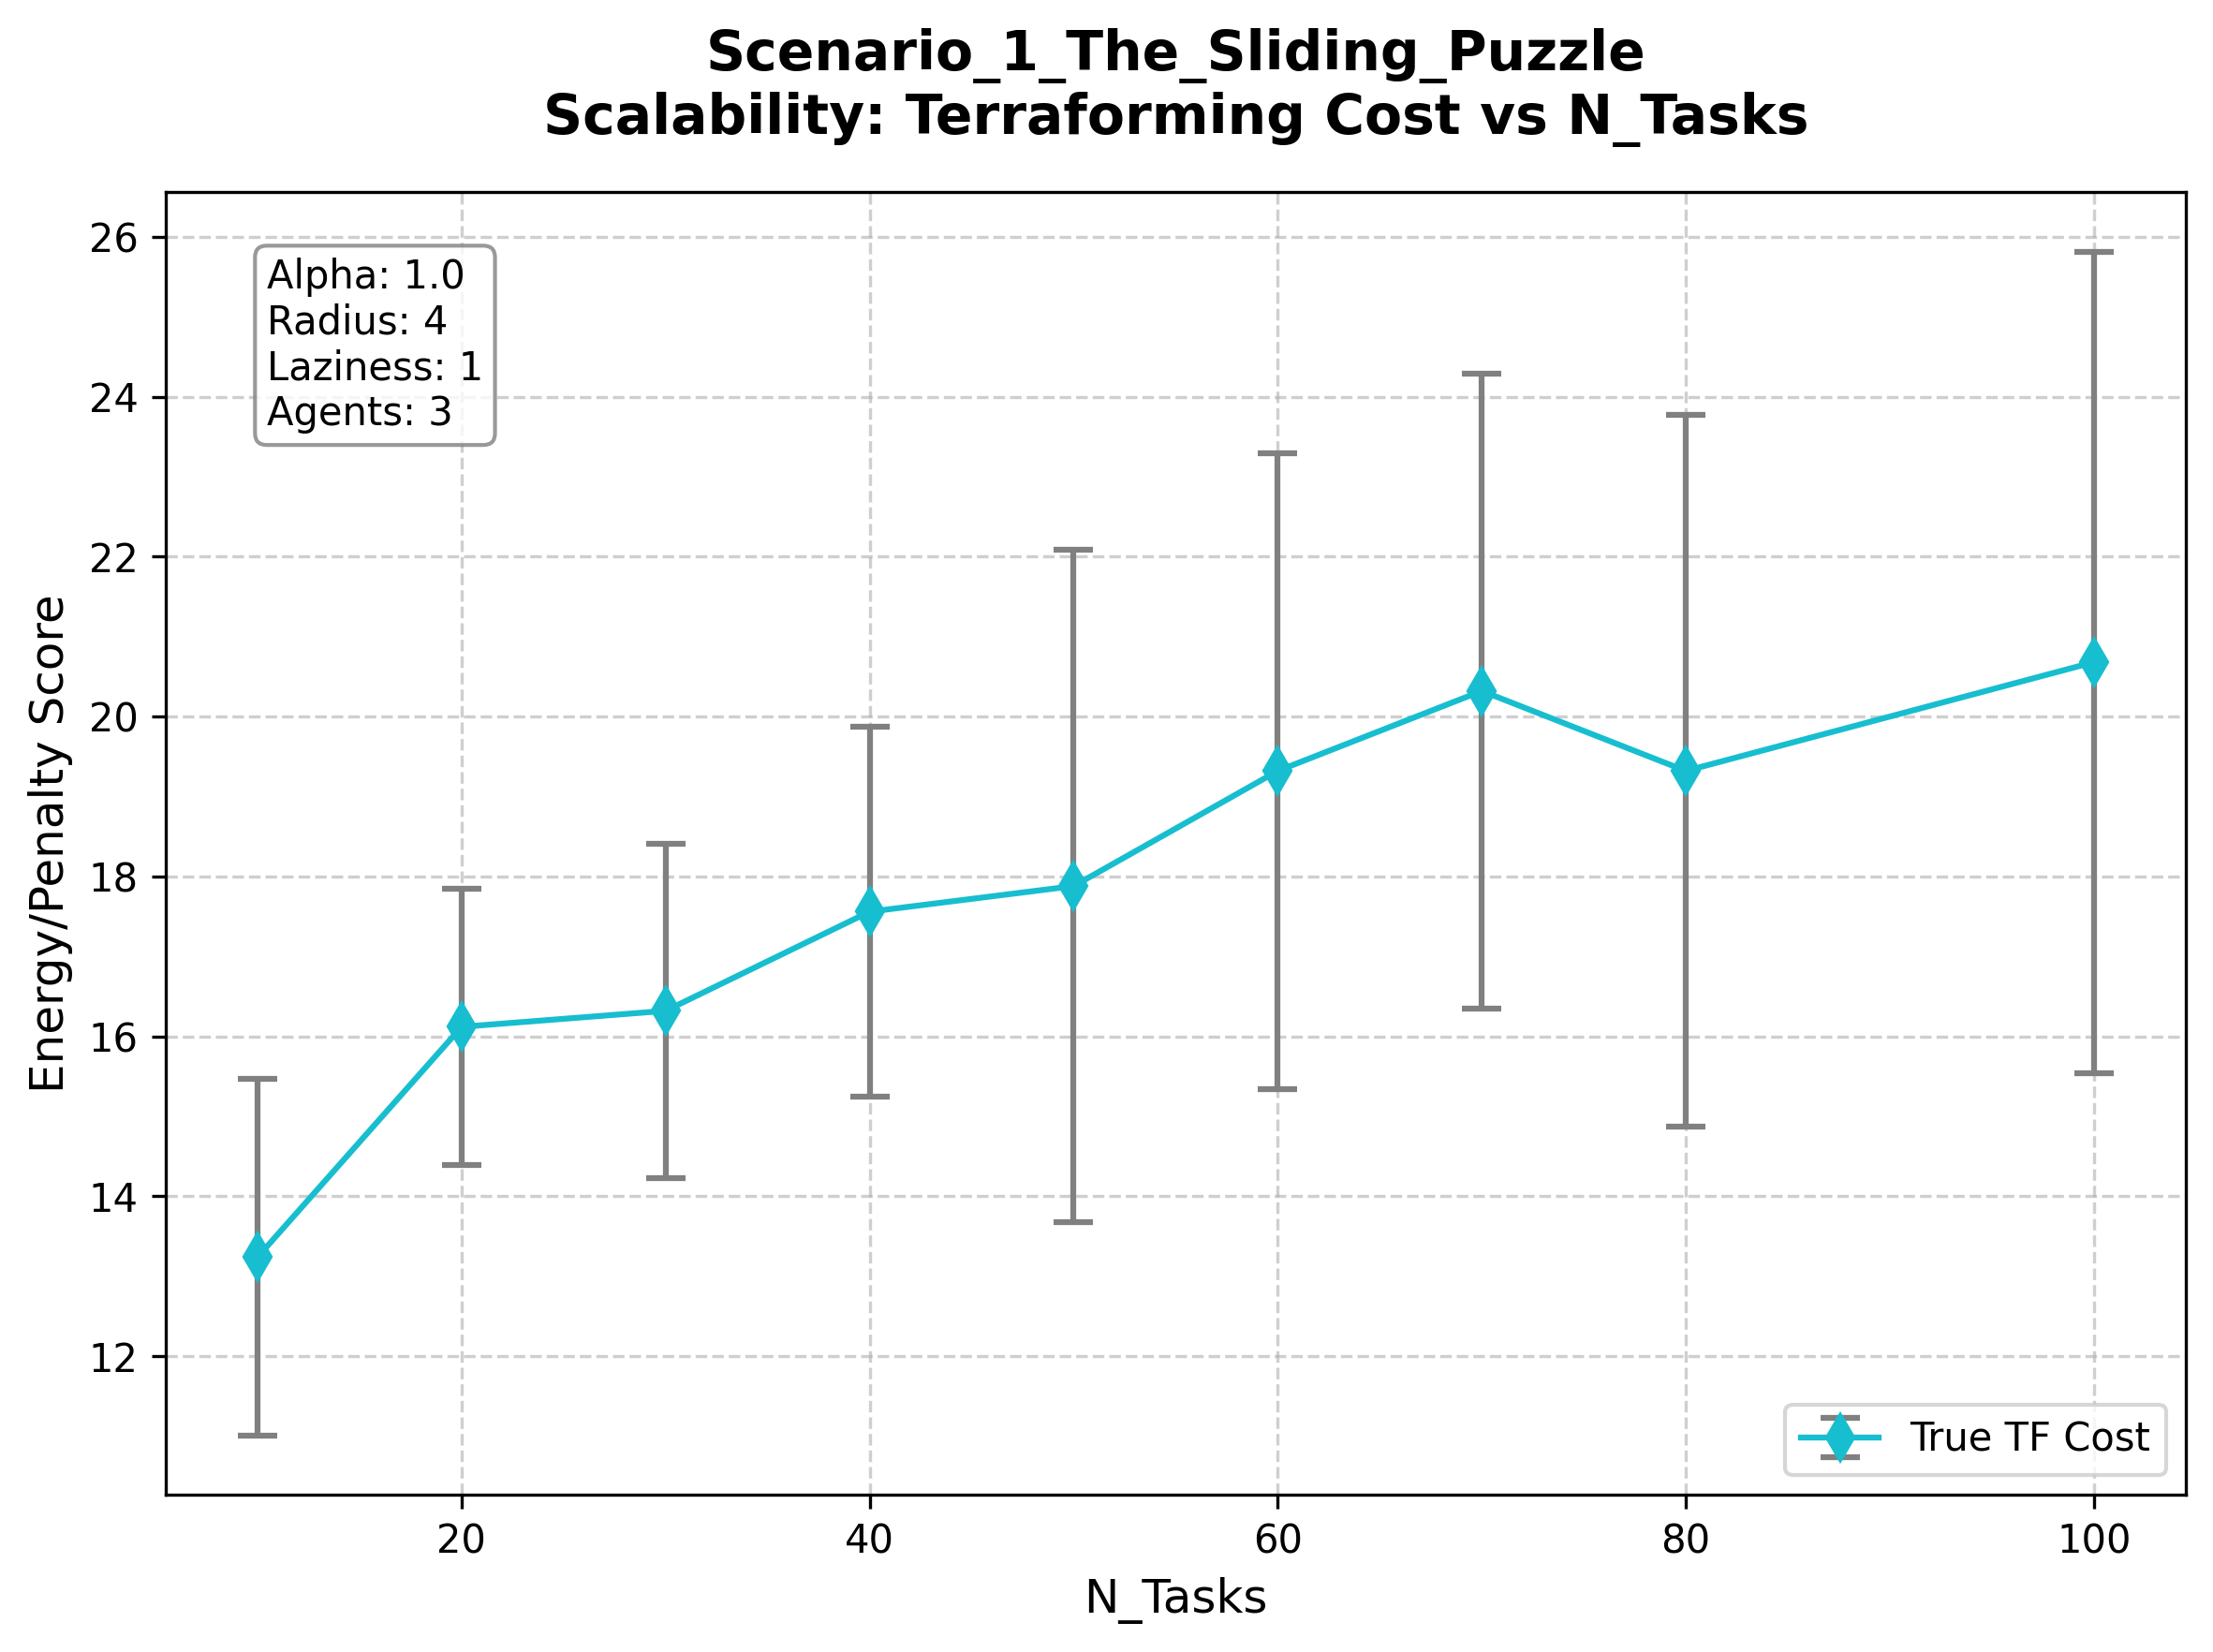 Scenario_1_The_Sliding_Puzzle
Scalability: Terraforming Cost vs N_Tasks
Energy/Penalty Score
26
24
22
20
18
16
14
12
Alpha: 1.0
Radius: 4
Laziness: 1
Agents: 3
True TF Cost
20
40
60
80
100
N_Tasks